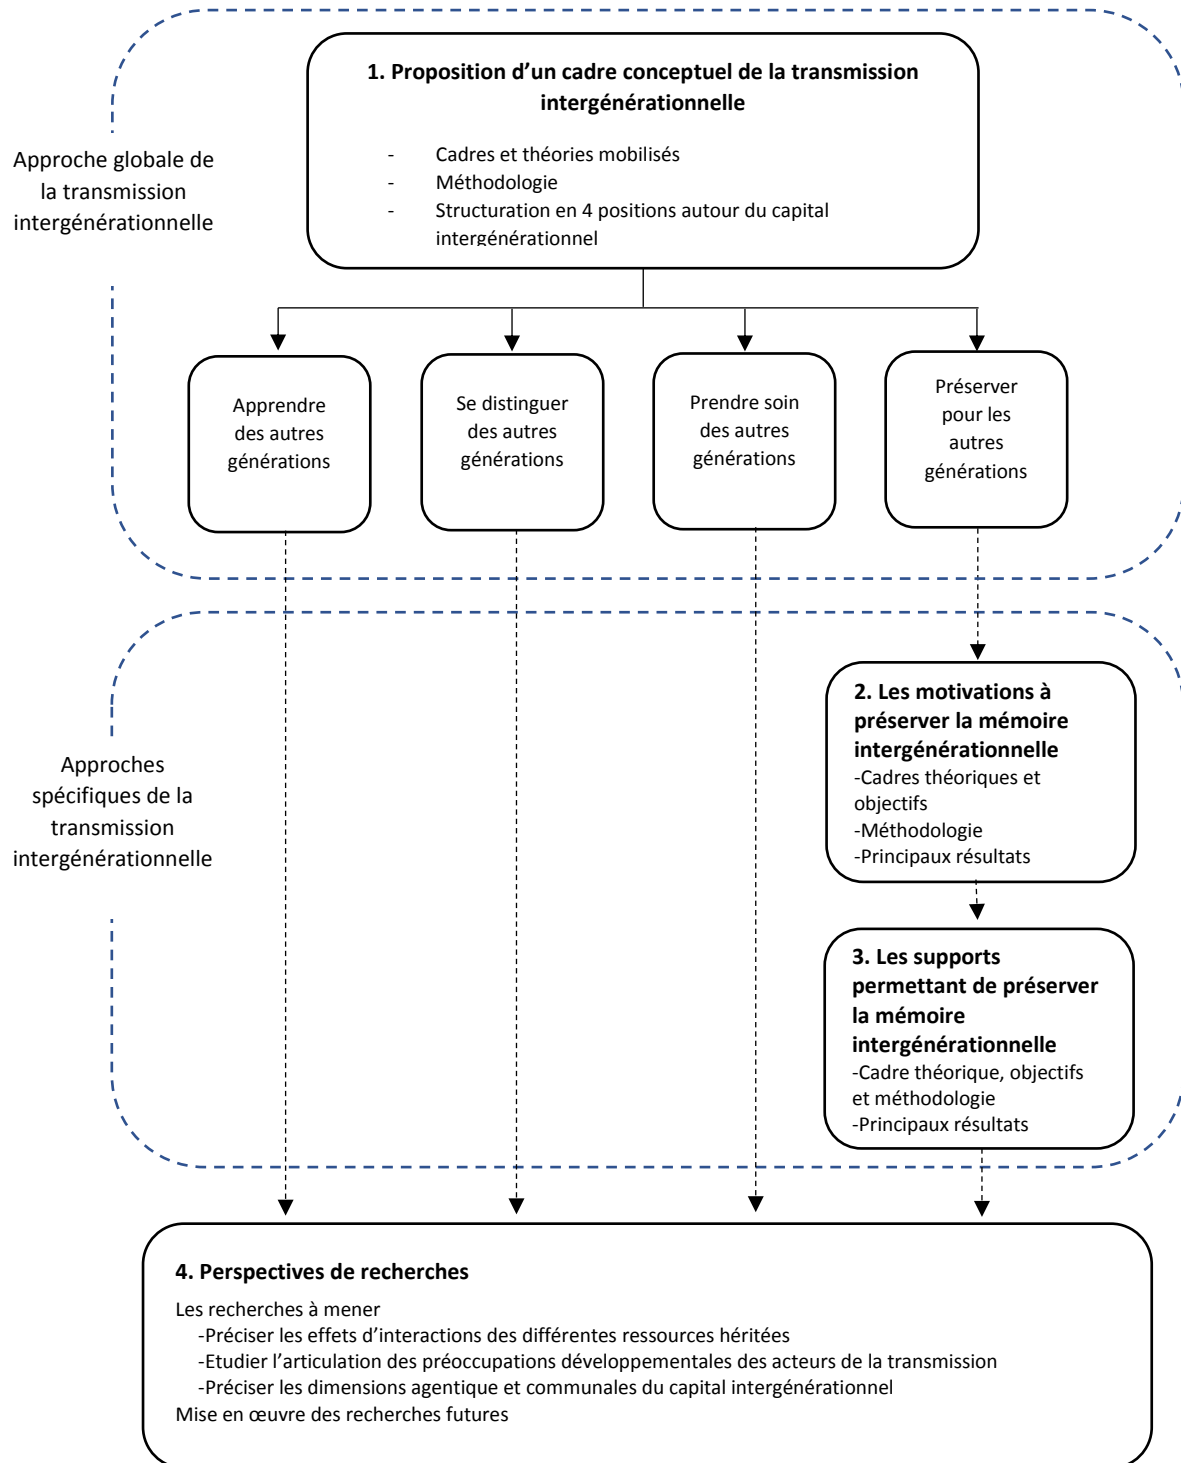 1. Proposition d'un cadre conceptuel de la transmission
intergénérationnelle
- Cadres et théories mobilisés
- Méthodologie
- Structuration en 4 positions autour du capital
intergénérationnel
Approche globale de
la transmission
intergénérationnelle
Apprendre
des autres
générations
Se distinguer
des autres
générations
Prendre soin
des autres
générations
Préserver
pour les
autres
générations
Approches
spécifiques de la
transmission
intergénérationnelle
2. Les motivations à
préserver la mémoire
intergénérationnelle
-Cadres théoriques et
objectifs
-Méthodologie
-Principaux résultats
3. Les supports
permettant de préserver
la mémoire
intergénérationnelle
-Cadre théorique, objectifs
et méthodologie
-Principaux résultats
4. Perspectives de recherches
Les recherches à mener
-Préciser les effets d'interactions des différentes ressources héritées
-Etudier l'articulation des préoccupations développementales des acteurs de la transmission
-Préciser les dimensions agentique et communales du capital intergénérationnel
Mise en œuvre des recherches futures